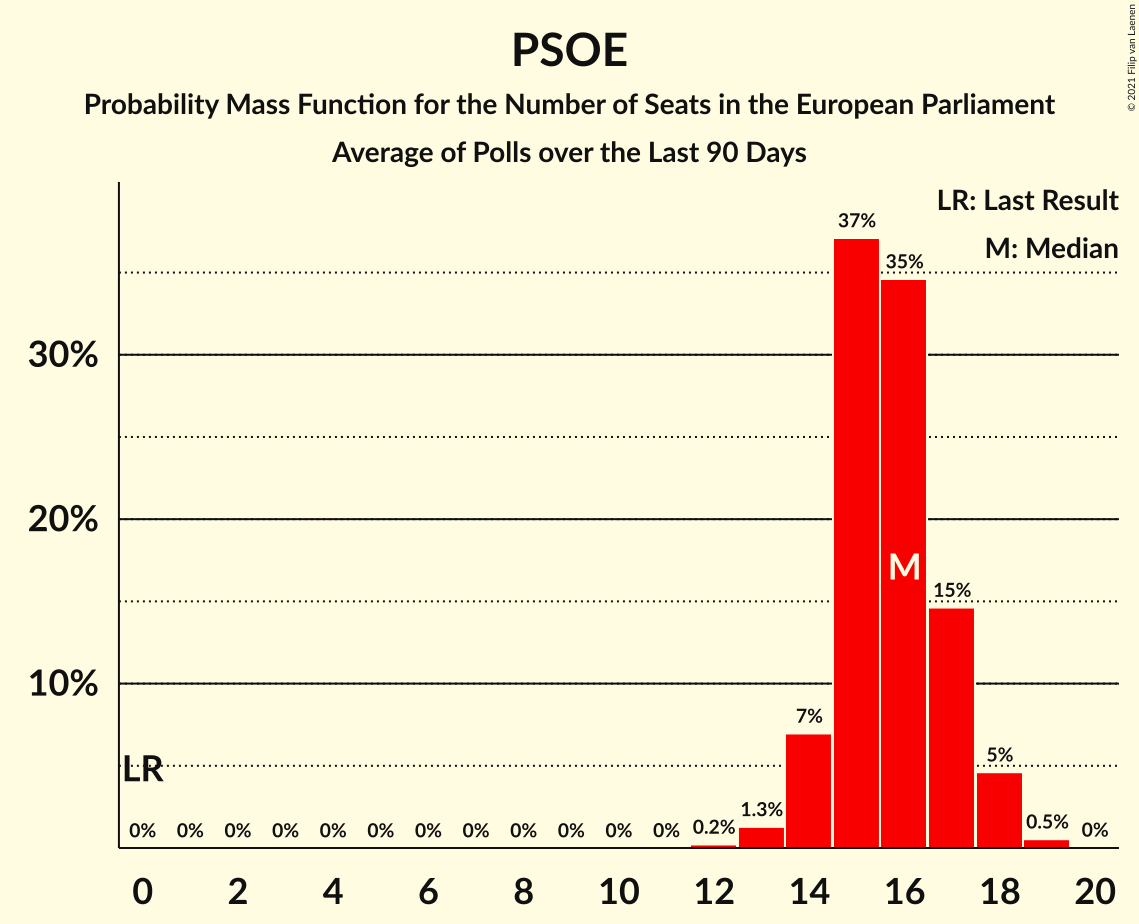 © 2021 Filip van Laenen
PSOE
Probability Mass Function for the Number of Seats in the European Parliament
Average of Polls over the Last 90 Days
LR: Last Result
M: Median
37%
35%
30%
20%
M
15%
10%
7%
LR
5%
1.3%
0% 0% 0% 0% 0% 0% 0% 0% 0% 0% 0% 0% 0.2% 0.5% 0%
0 2 4 6 8 10 12 14 16 18 20